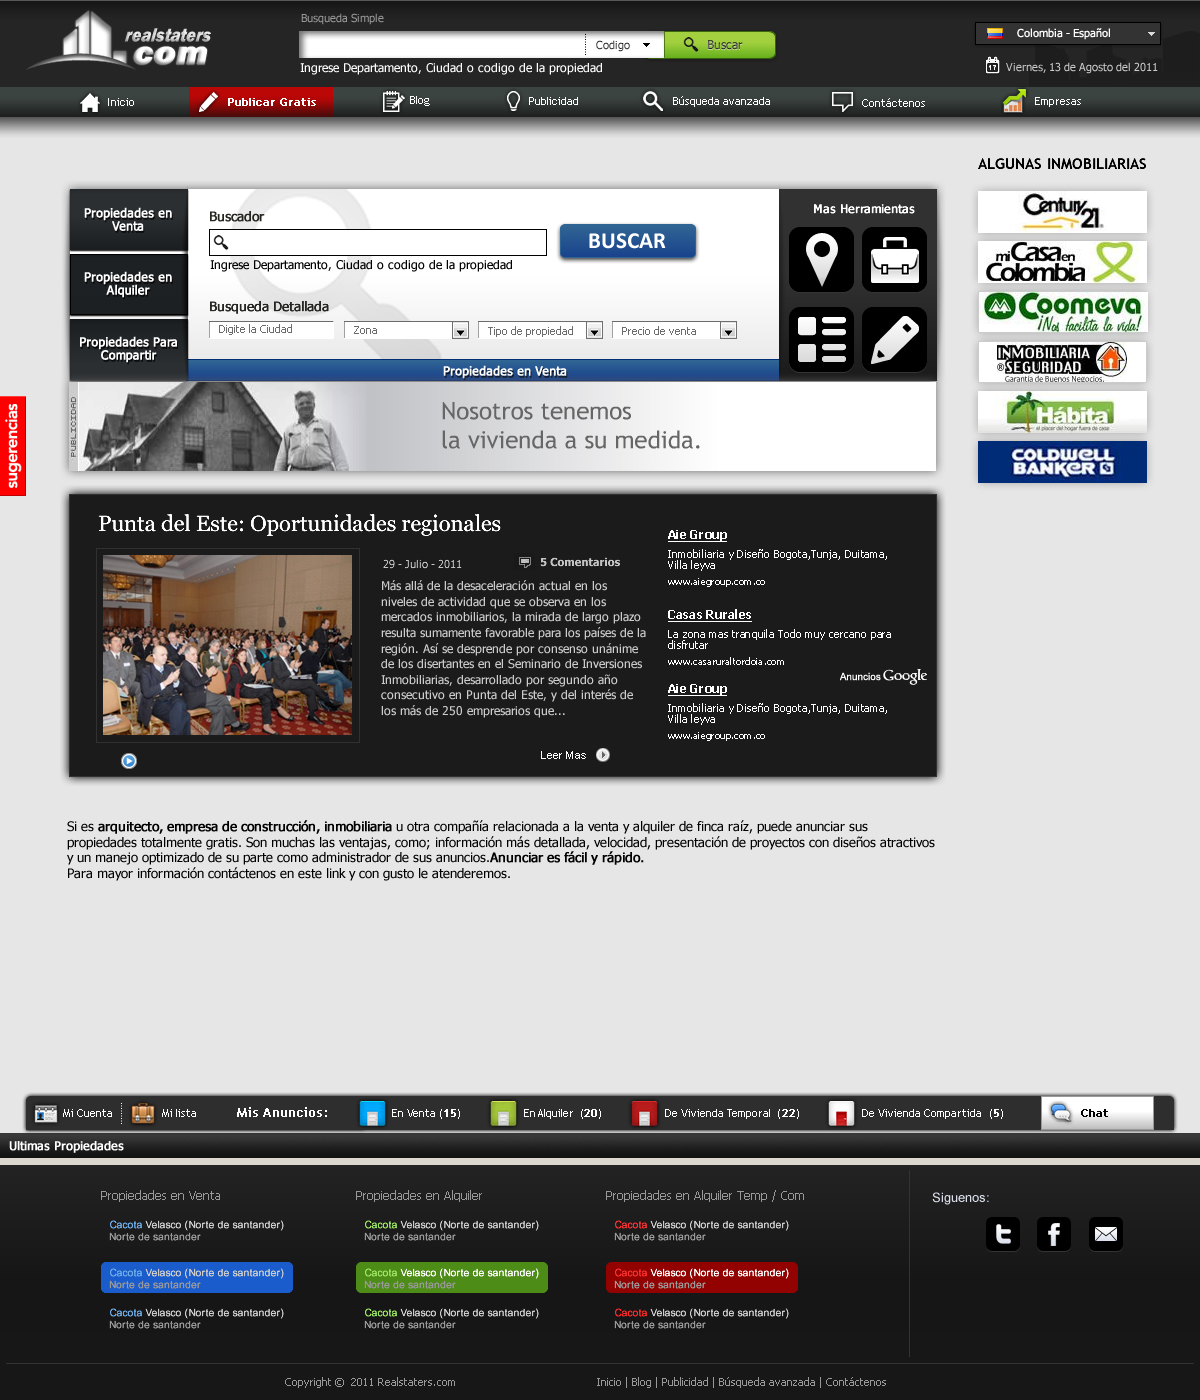 realstaters
.com
Busqueda Simple
Codigo
Buscar
Ingrese Departamento, Ciudad o codigo de la propiedad
Colombia - Español
17
Viernes, 13 de Agosto del 2011
Inicio
Publicar Gratis
Blog
Publicidad
Búsqueda avanzada
Contáctenos
Empresas
ALGUNAS INMOBILIARIAS
Century
21
mi Casa en
Colombia
Coomeva
¡Nos facilita la vida!
INMOBILIARIA
SEGURIDAD
Garantía de Buenos Negocios.
Hábita
el placer del hogar fuera de casa
COLDWELL
BANKER
Propiedades en
Venta
Propiedades en
Alquiler
Propiedades Para
Compartir
Buscador
BUSCAR
Ingrese Departamento, Ciudad o codigo de la propiedad
Busqueda Detallada
Digite la Ciudad
Zona
Tipo de propiedad
Precio de venta
Propiedades en Venta
Mas Herramientas
PUBLICIDAD
Nosotros tenemos
la vivienda a su medida.
sugerencias
Punta del Este: Oportunidades regionales
29 - Julio - 2011
5 Comentarios
Más allá de la desaceleración actual en los
niveles de actividad que se observa en los
mercados inmobiliarios, la mirada de largo plazo
resulta sumamente favorable para los países de la
región. Así se desprende por consenso unánime
de los disertantes en el Seminario de Inversiones
Inmobiliarias, desarrollado por segundo año
consecutivo en Punta del Este, y del interés de
los más de 250 empresarios que...
Leer Mas
Aie Group
Inmobiliaria y Diseño Bogota,Tunja, Duitama,
Villa leyva
www.aiegroup.com.co
Casas Rurales
La zona mas tranquila Todo muy cercano para
disfrutar
www.casaruraltordoia.com
Anuncios Google
Aie Group
Inmobiliaria y Diseño Bogota,Tunja, Duitama,
Villa leyva
www.aiegroup.com.co
Si es arquitecto, empresa de construcción, inmobiliaria u otra compañía relacionada a la venta y alquiler de finca raíz, puede anunciar sus
propiedades totalmente gratis. Son muchas las ventajas, como; información más detallada, velocidad, presentación de proyectos con diseños atractivos
y un manejo optimizado de su parte como administrador de sus anuncios.Anunciar es fácil y rápido.
Para mayor información contáctenos en este link y con gusto le atenderemos.
Mi Cuenta
Mi lista
Mis Anuncios:
En Venta (15)
En Alquiler (20)
De Vivienda Temporal (22)
De Vivienda Compartida (5)
Chat
Ultimas Propiedades
Propiedades en Venta
Cacota Velasco (Norte de santander)
Norte de santander
Cacota Velasco (Norte de santander)
Norte de santander
Cacota Velasco (Norte de santander)
Norte de santander
Propiedades en Alquiler
Cacota Velasco (Norte de santander)
Norte de santander
Cacota Velasco (Norte de santander)
Norte de santander
Cacota Velasco (Norte de santander)
Norte de santander
Propiedades en Alquiler Temp / Com
Cacota Velasco (Norte de santander)
Norte de santander
Cacota Velasco (Norte de santander)
Norte de santander
Cacota Velasco (Norte de santander)
Norte de santander
Siguenos:
Copyright © 2011 Realstaters.com
Inicio | Blog | Publicidad | Búsqueda avanzada | Contáctenos